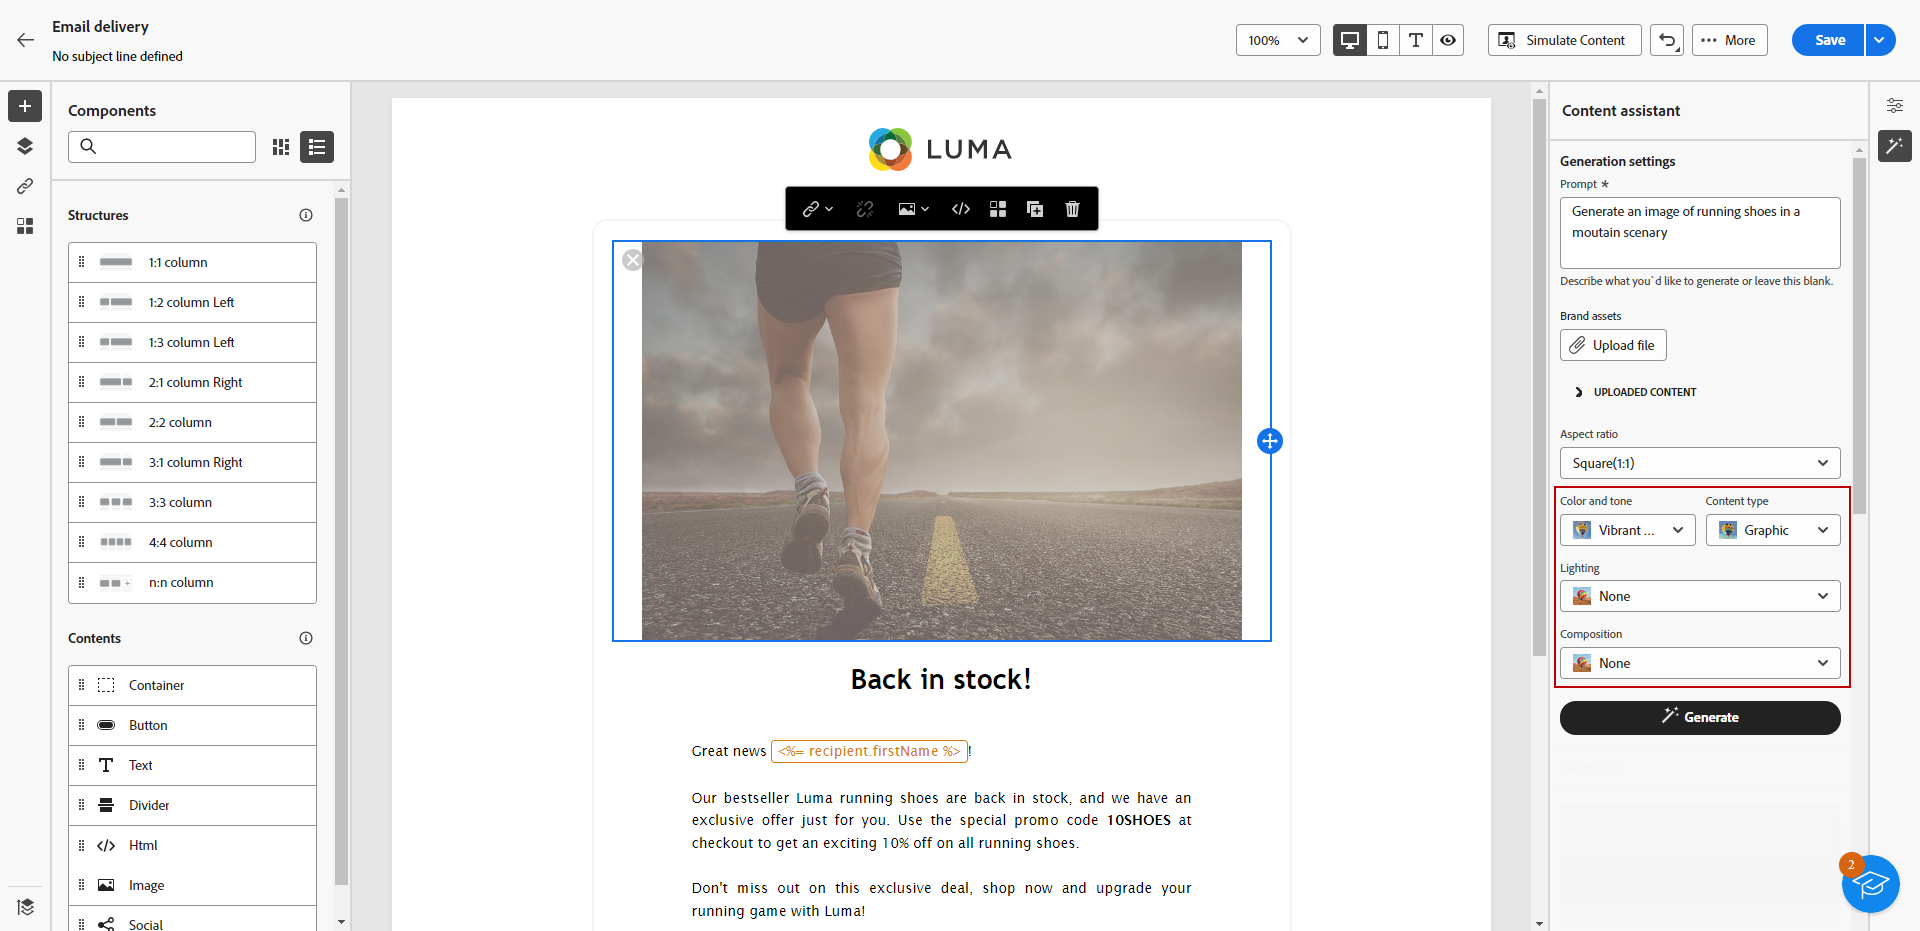 Email delivery
No subject line defined
100%
Simulate Content
More
Save
Components
Structures
1:1 column
1:2 column Left
1:3 column Left
2:1 column Right
2:2 column
3:1 column Right
3:3 column
4:4 column
n:n column
Contents
Container
Button
Text
Divider
Html
Image
Social
LUMA
Back in stock!
Great news <%= recipient.firstName %>!
Our bestseller Luma running shoes are back in stock, and we have an
exclusive offer just for you. Use the special promo code 10SHOES at
checkout to get an exciting 10% off on all running shoes.
Don't miss out on this exclusive deal, shop now and upgrade your
running game with Luma!
Content assistant
Generation settings
Prompt *
Generate an image of running shoes in a
moutain scenary
Describe what you`d like to generate or leave this blank.
Brand assets
Upload file
UPLOADED CONTENT
Aspect ratio
Square(1:1)
Color and tone
Content type
Vibrant ...
Graphic
Lighting
None
Composition
None
Generate
2